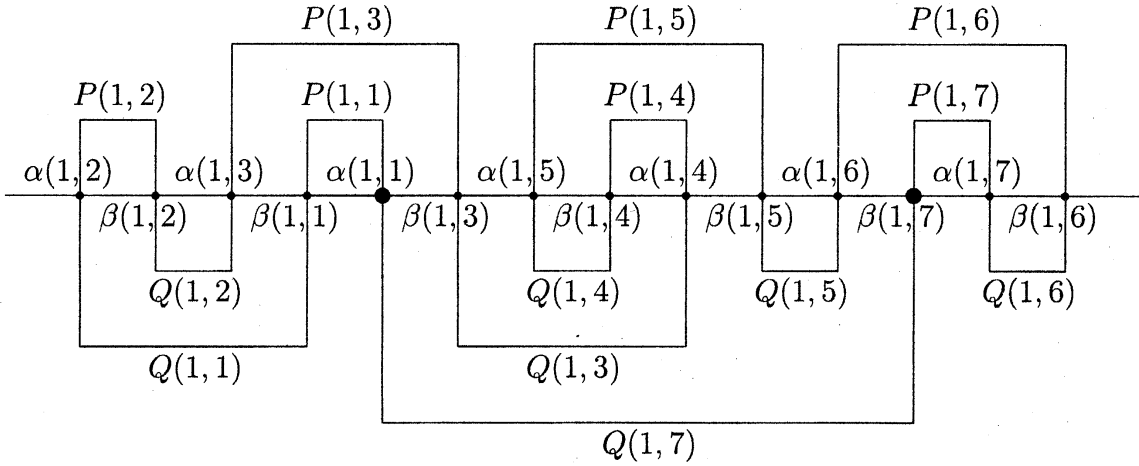 P(1,3) P(1,5) P(1,6)
P(1,2) P(1,1) P(1,4) P(1,7)
α(1,2) α(1,3) α(1,1) α(1,5) α(1,4) α(1,6) α(1,7)
β(1,2) β(1,1) β(1,3) β(1,4) β(1,5) β(1,7) β(1,6)
Q(1,2) Q(1,4) Q(1,5) Q(1,6)
Q(1,1) Q(1,3)
Q(1,7)